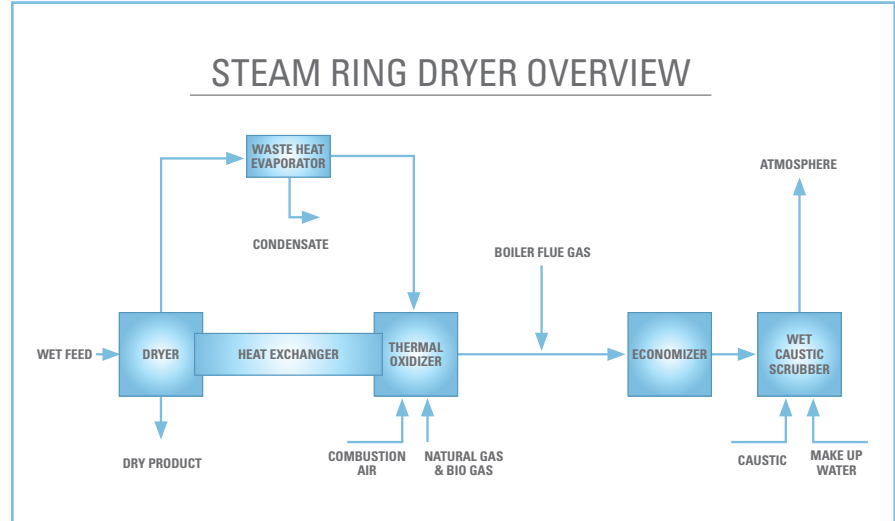 STEAM RING DRYER OVERVIEW
WASTE HEAT
EVAPORATOR
ATMOSPHERE
CONDENSATE
BOILER FLUE GAS
WET FEED
DRYER
HEAT EXCHANGER
THERMAL
OXIDIZER
ECONOMIZER
WET
CAUSTIC
SCRUBBER
DRY PRODUCT
COMBUSTION
AIR
NATURAL GAS
& BIO GAS
CAUSTIC
MAKE UP
WATER